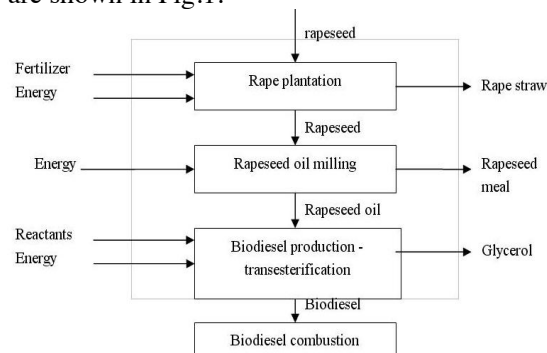 are shown in Fig.1.
rapeseed
Fertilizer
Energy
Rape plantation
Rape straw
Rapeseed
Energy
Rapeseed oil milling
Rapeseed
meal
Rapeseed oil
Reactants
Energy
Biodiesel production -
transesterification
Glycerol
Biodiesel
Biodiesel combustion